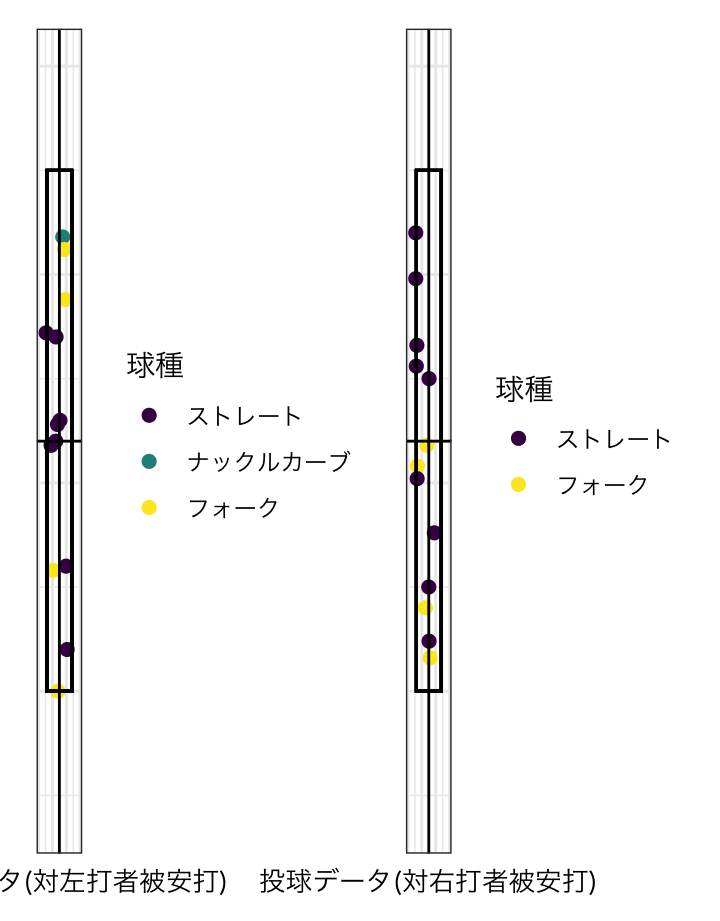 球種
ストレート
ナックルカーブ
フォーク
タ(対左打者被安打)
球種
ストレート
フォーク
投球データ(対右打者被安打)